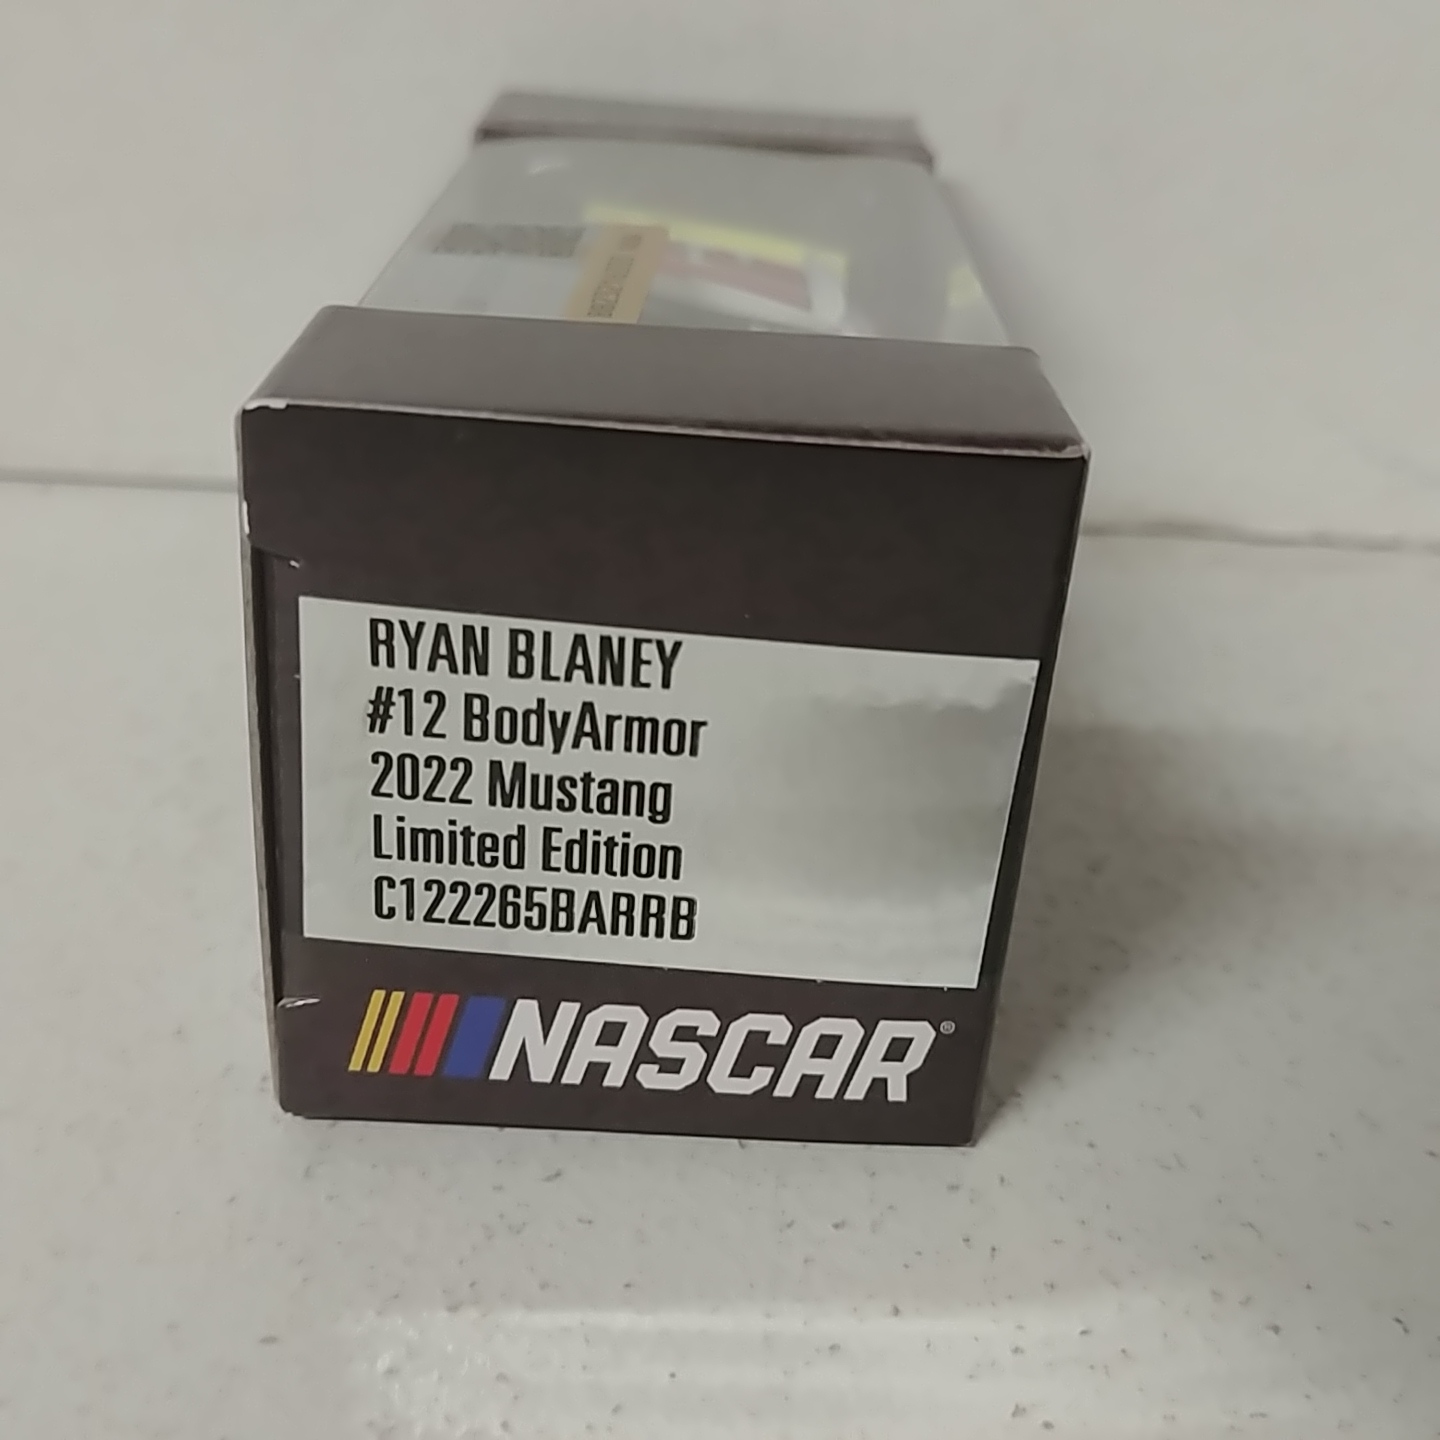 RYAN BLANEY
#12 BodyArmor
2022 Mustang
Limited Edition
C122265BARRB
NASCAR®